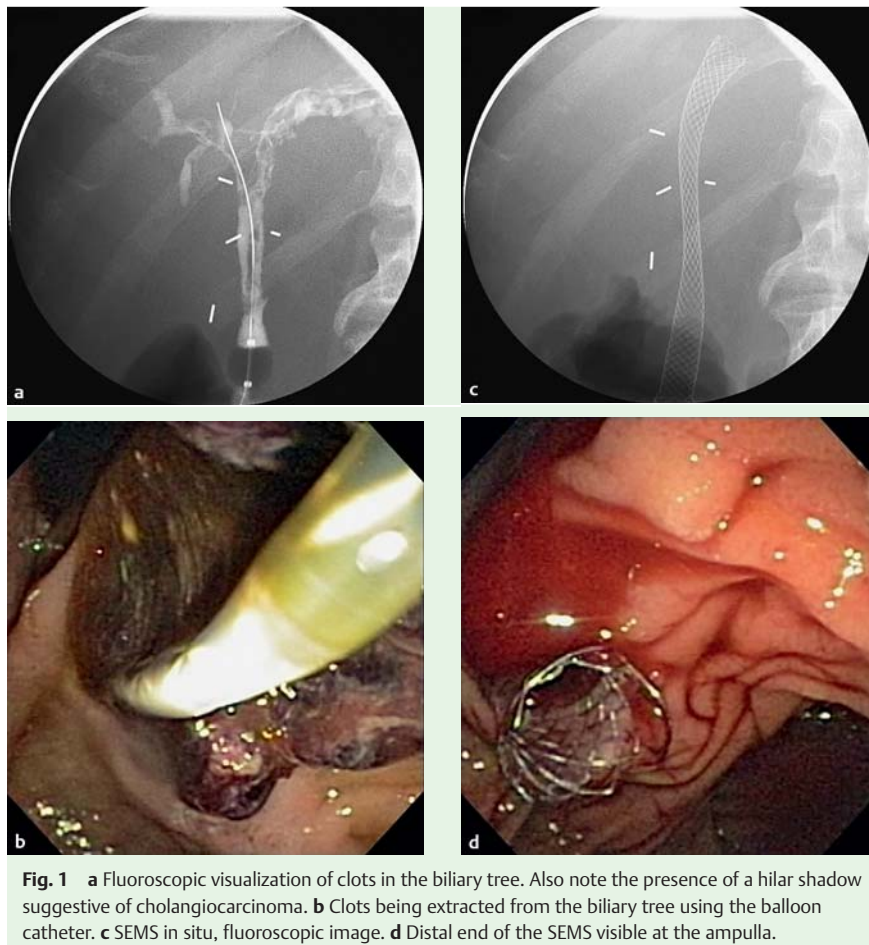 a
c
b
d
Fig. 1 a Fluoroscopic visualization of clots in the biliary tree. Also note the presence of a hilar shadow
suggestive of cholangiocarcinoma. b Clots being extracted from the biliary tree using the balloon
catheter. c SEMS in situ, fluoroscopic image. d Distal end of the SEMS visible at the ampulla.